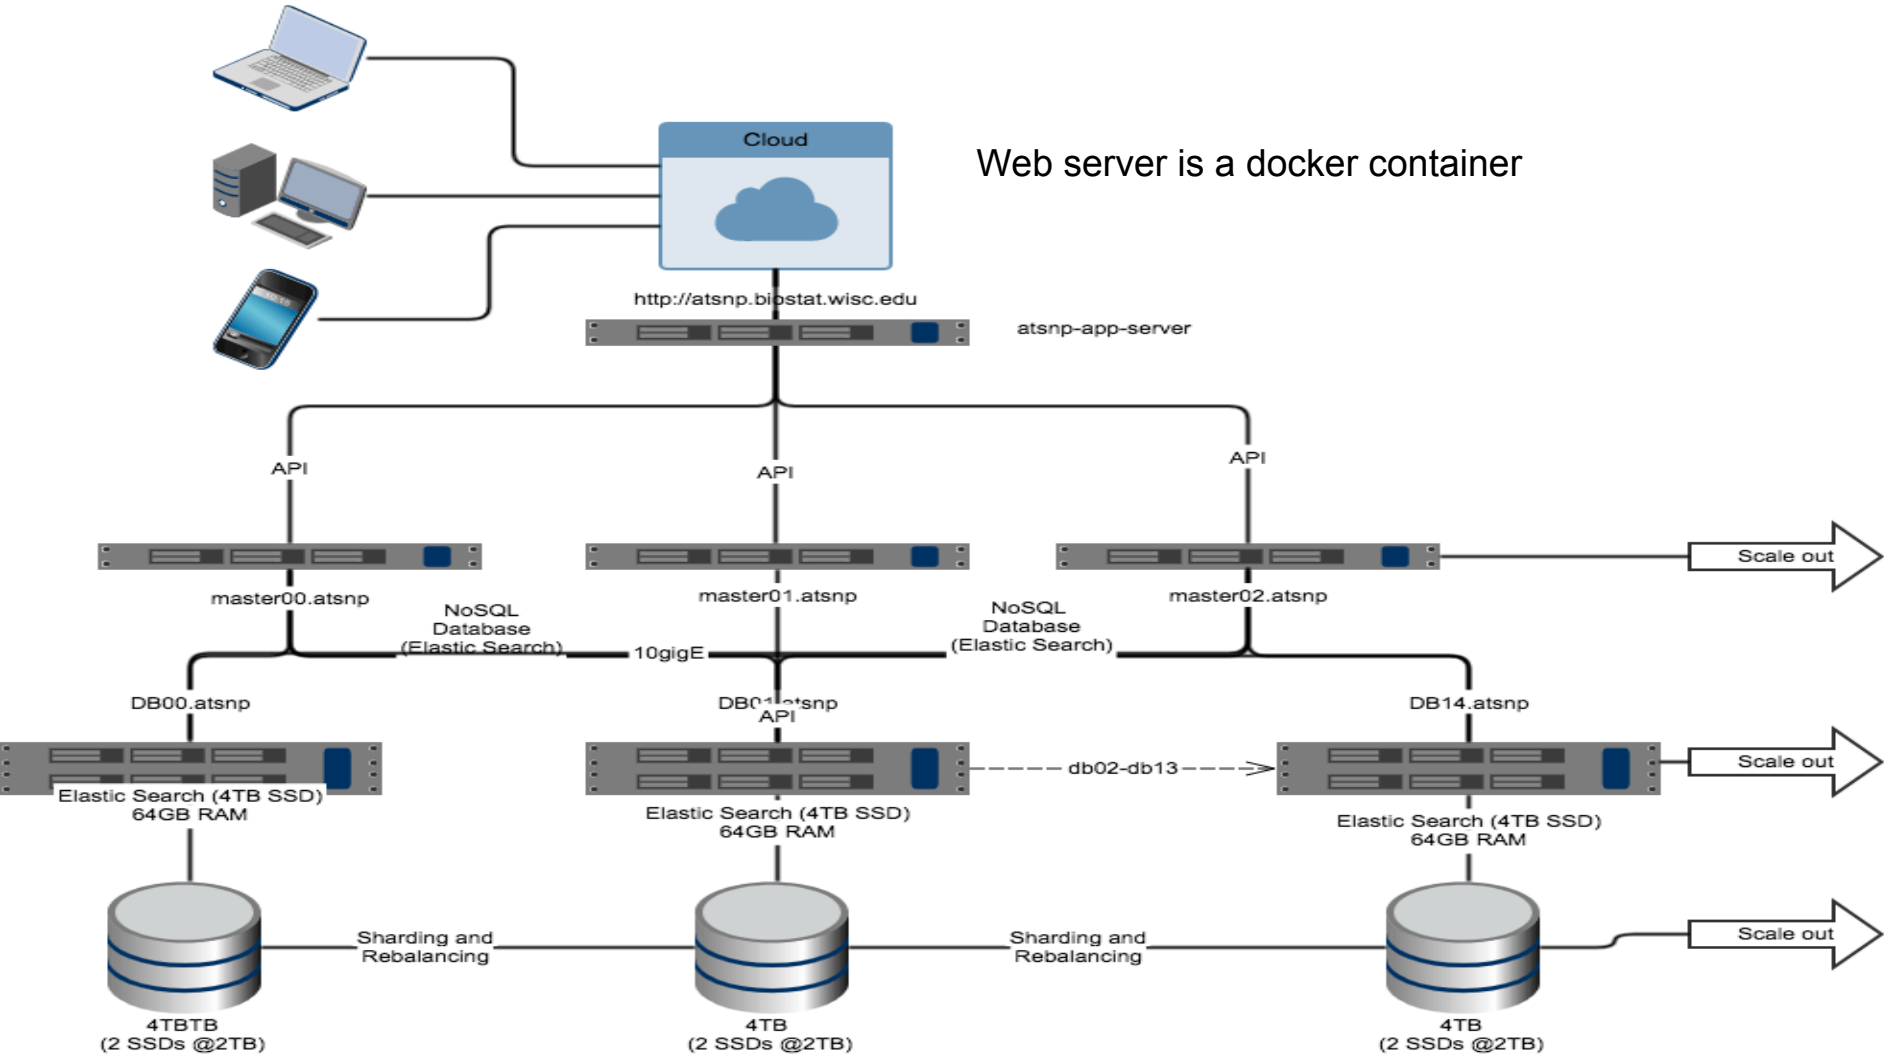 Cloud
Web server is a docker container
http://atsnp.biostat.wisc.edu
atsnp-app-server
API
API
API
Scale out
master00.atsnp
master01.atsnp
master02.atsnp
NoSQL
Database
(Elastic Search)
10gigE
NoSQL
Database
(Elastic Search)
DB00.atsnp
DB01.atsnp
API
DB14.atsnp
db02-db13
Scale out
Elastic Search (4TB SSD)
64GB RAM
Elastic Search (4TB SSD)
64GB RAM
Elastic Search (4TB SSD)
64GB RAM
Sharding and
Rebalancing
Sharding and
Rebalancing
Scale out
4TBTB
(2 SSDs @2TB)
4TB
(2 SSDs @2TB)
4TB
(2 SSDs @2TB)